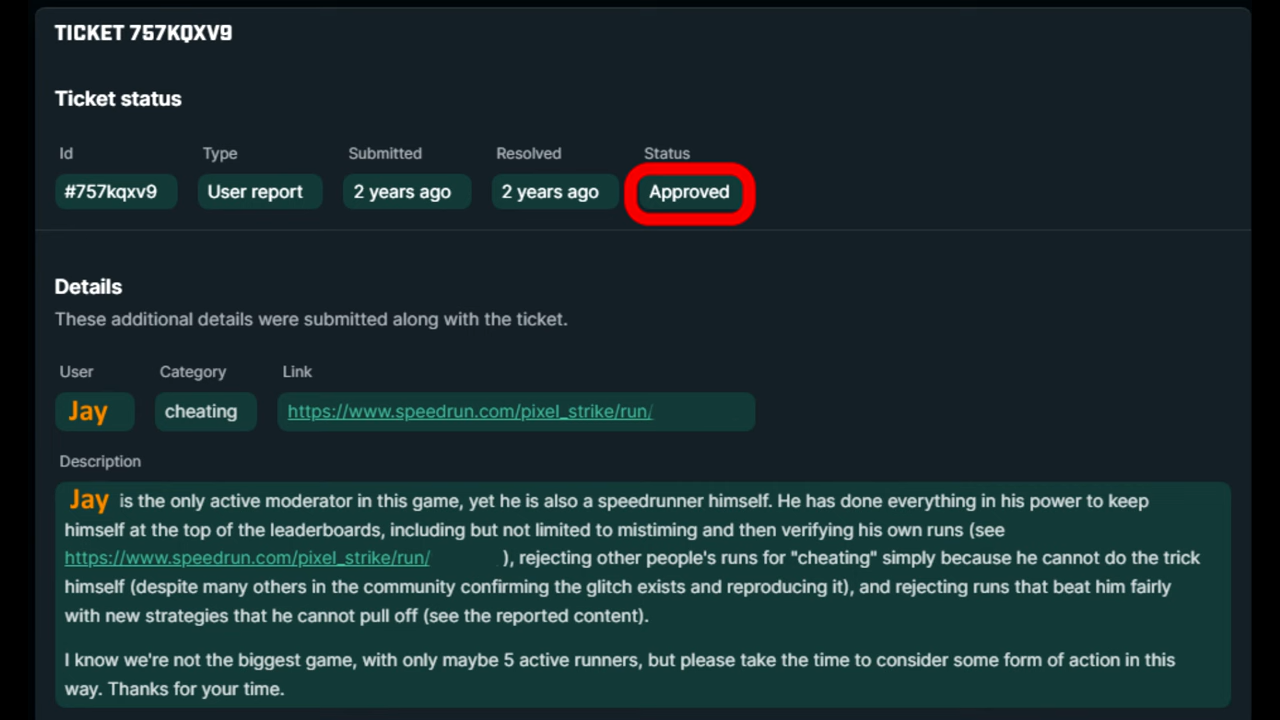 TICKET 757KQXV9
Ticket status
Id Type Submitted Resolved Status
#757kqxv9 User report 2 years ago 2 years ago Approved
Details
These additional details were submitted along with the ticket.
User Category Link
Jay cheating https://www.speedrun.com/pixel_strike/run/
Description
Jay is the only active moderator in this game, yet he is also a speedrunner himself. He has done everything in his power to keep
himself at the top of the leaderboards, including but not limited to mistiming and then verifying his own runs (see
https://www.speedrun.com/pixel_strike/run/ ), rejecting other people's runs for "cheating" simply because he cannot do the trick
himself (despite many others in the community confirming the glitch exists and reproducing it), and rejecting runs that beat him fairly
with new strategies that he cannot pull off (see the reported content).
I know we're not the biggest game, with only maybe 5 active runners, but please take the time to consider some form of action in this
way. Thanks for your time.